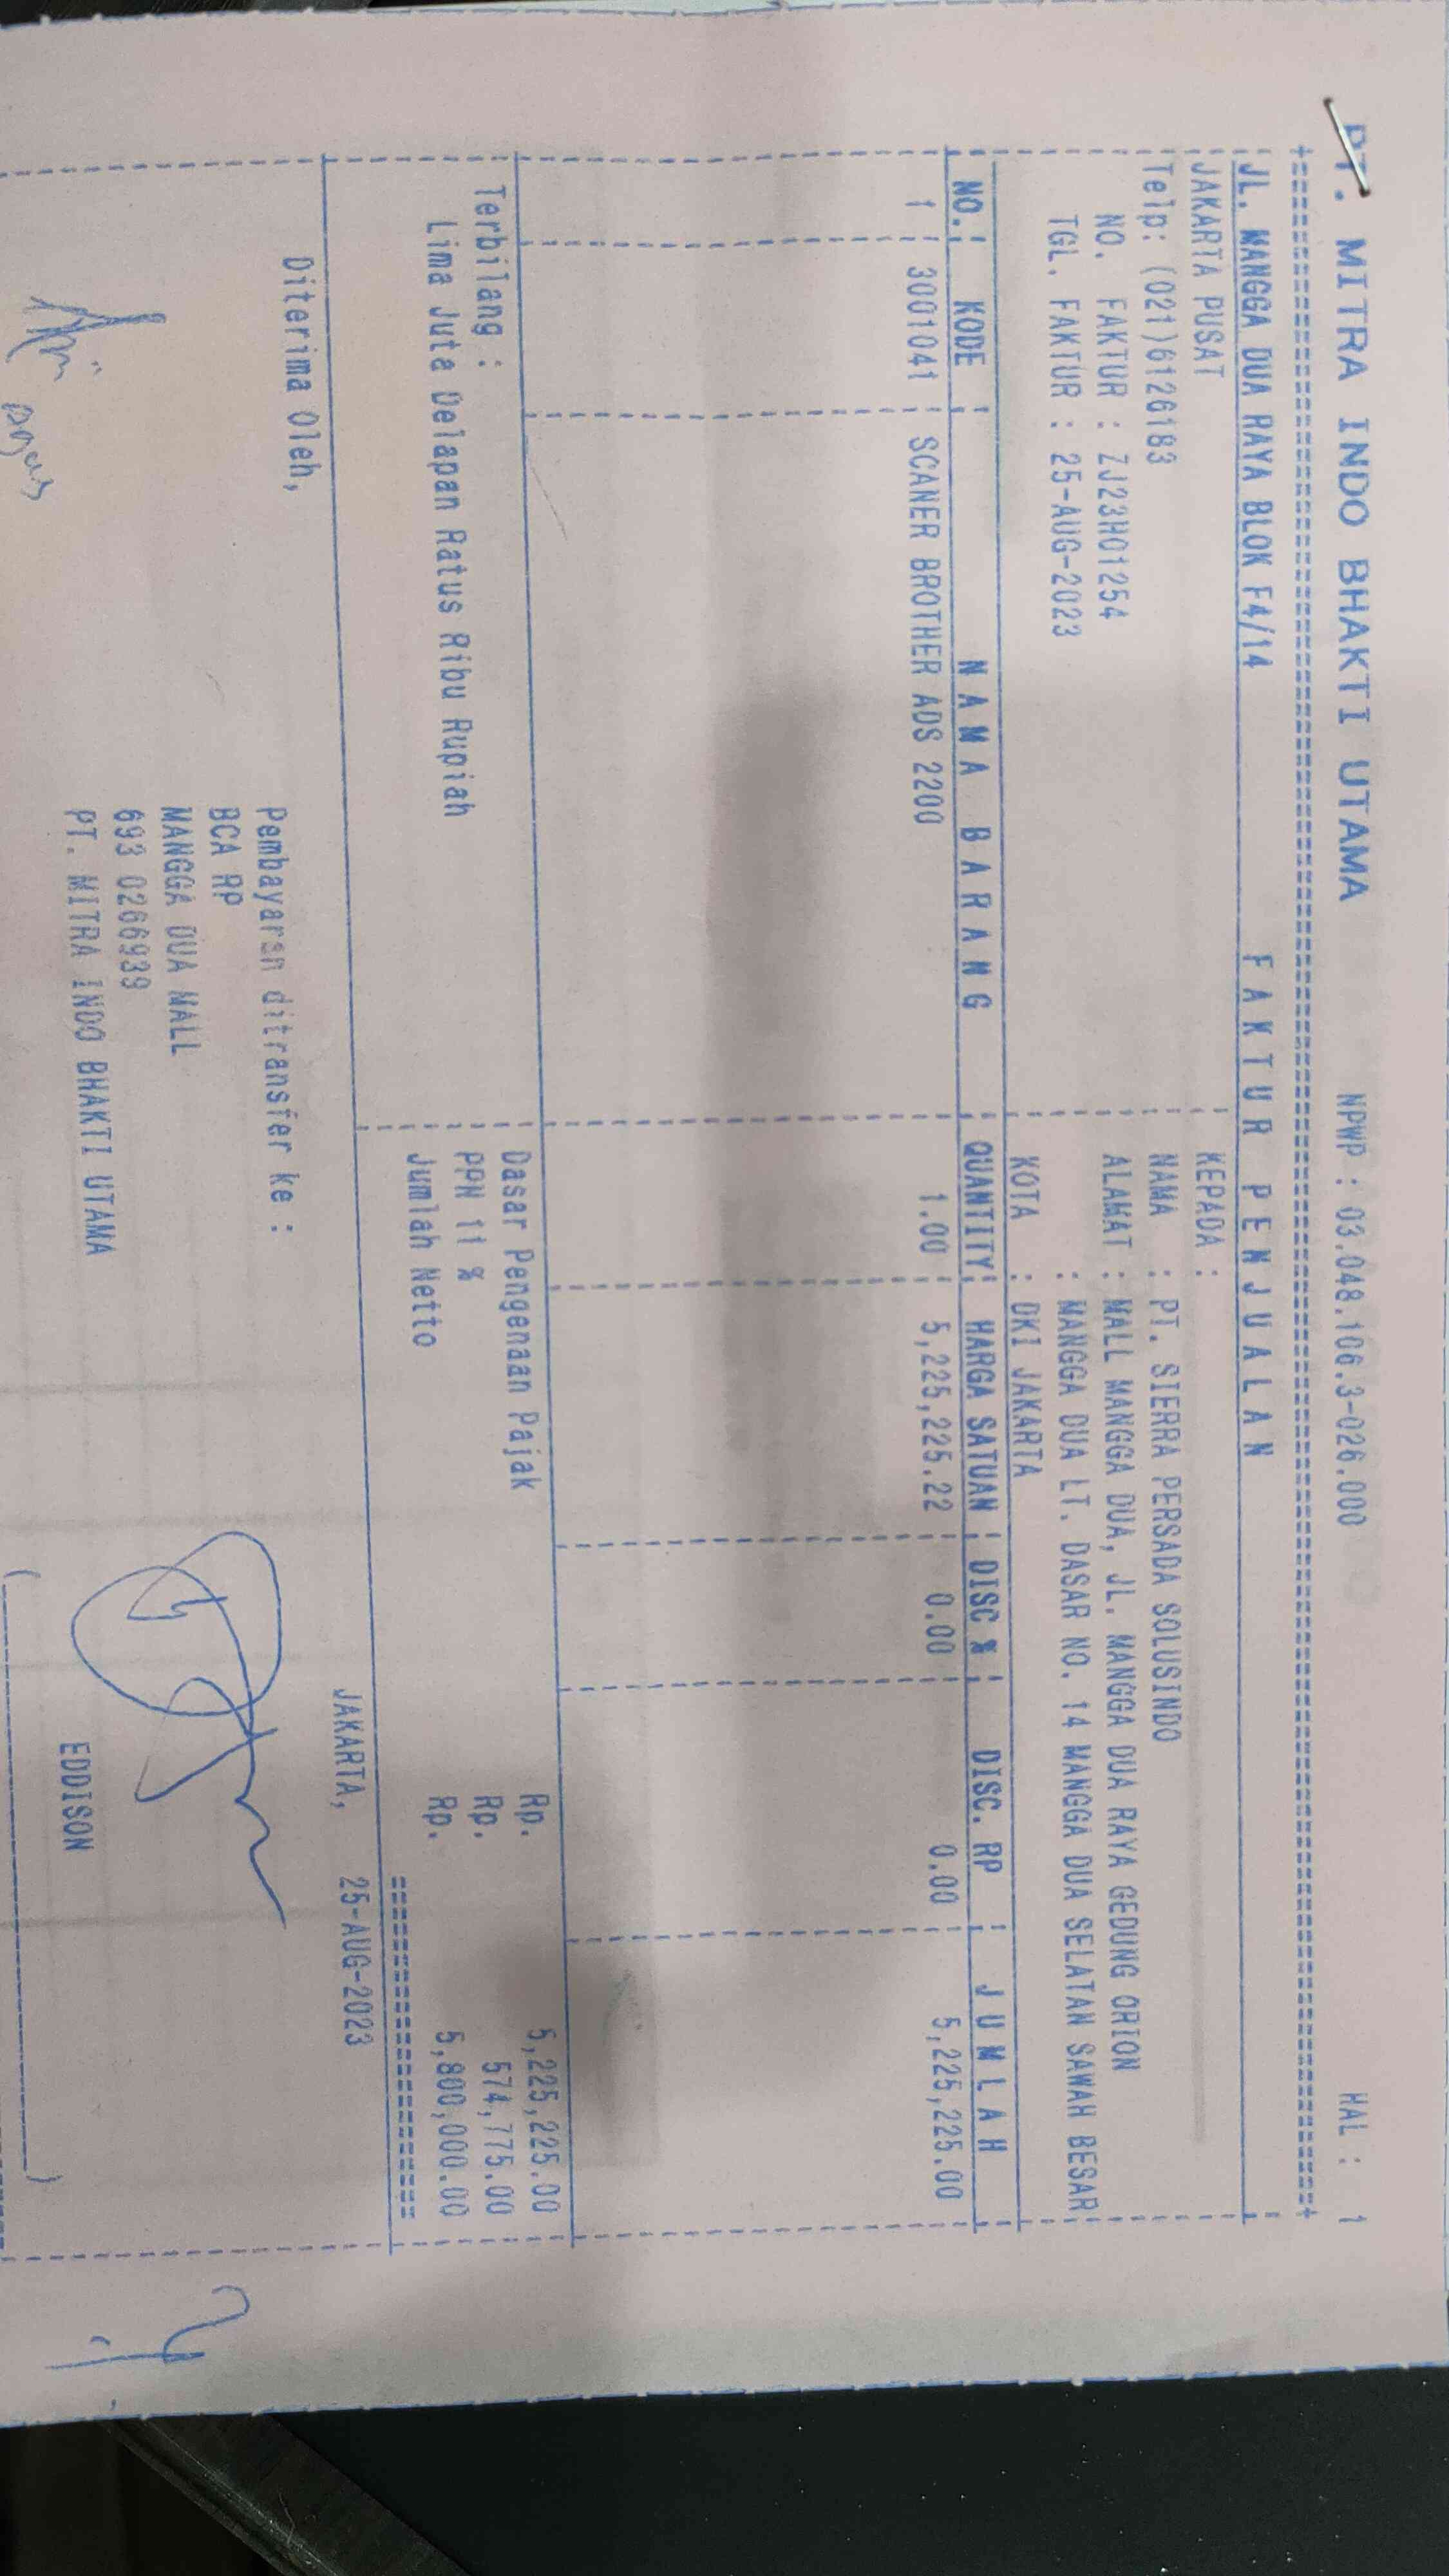 PT. MITRA INDO BHAKTI UTAMA NPWP : 03.048.106.3-026.000 HAL : 1
JL. MANGGA DUA RAYA BLOK F4/14 F A K T U R P E N J U A L A N
JAKARTA PUSAT KEPADA :
Telp: (021)6126183 NAMA : PT. SIERRA PERSADA SOLUSINDO
NO. FAKTUR : ZJ23H01254 ALAMAT : MALL MANGGA DUA, JL. MANGGA DUA RAYA GEDUNG ORION
TGL. FAKTUR : 25-AUG-2023 : MANGGA DUA LT. DASAR NO. 14 MANGGA DUA SELATAN SAWAH BESAR
KOTA : DKI JAKARTA
NO. KODE N A M A B A R A N G QUANTITY HARGA SATUAN DISC % DISC. RP J U M L A H
1 3001041 SCANER BROTHER ADS 2200 1.00 5,225,225.22 0.00 0.00 5,225,225.00
Terbilang : Dasar Pengenaan Pajak Rp. 5,225,225.00
Lima Juta Delapan Ratus Ribu Rupiah PPN 11 % Rp. 574,775.00
Jumlah Netto Rp. 5,800,000.00
JAKARTA, 25-AUG-2023
Diterima Oleh, Pembayaran ditransfer ke :
BCA RP
MANGGA DUA MALL
693 0266939
PT. MITRA INDO BHAKTI UTAMA EDDISON